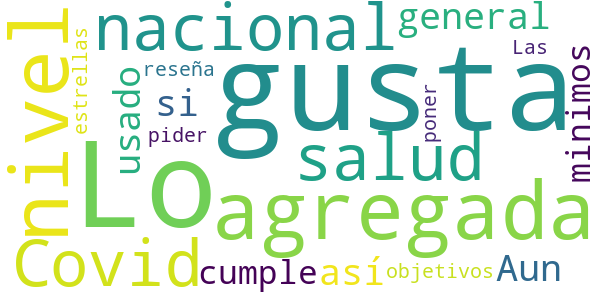 nivel
estrellas
nacional
general
Las
reseña
gusta
minimos
usado
si
pider
poner
Lo
salud
agregada
Covid
cumple
así
objetivos
Aun